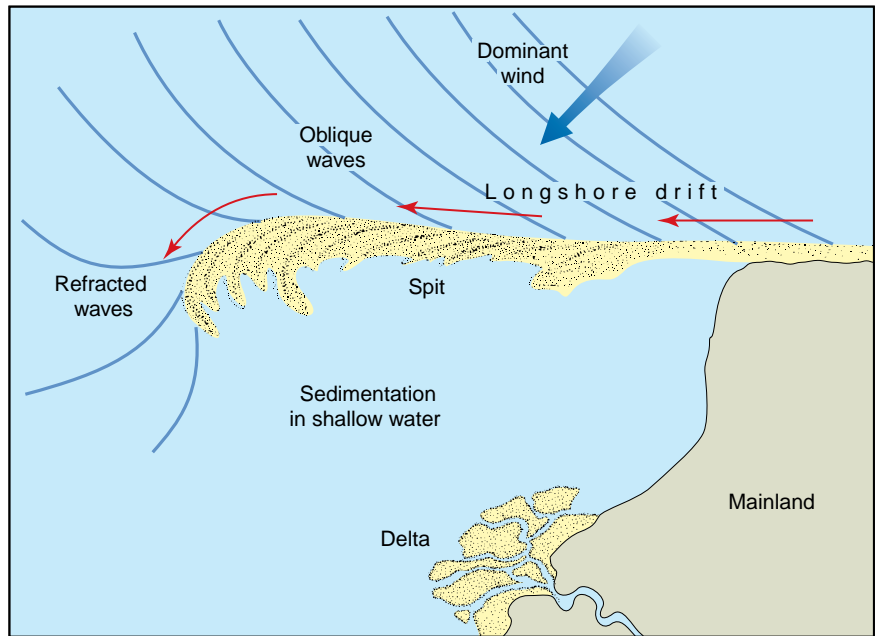 Dominant
wind
Oblique
waves
Longshore drift
Refracted
waves
Spit
Sedimentation
in shallow water
Mainland
Delta